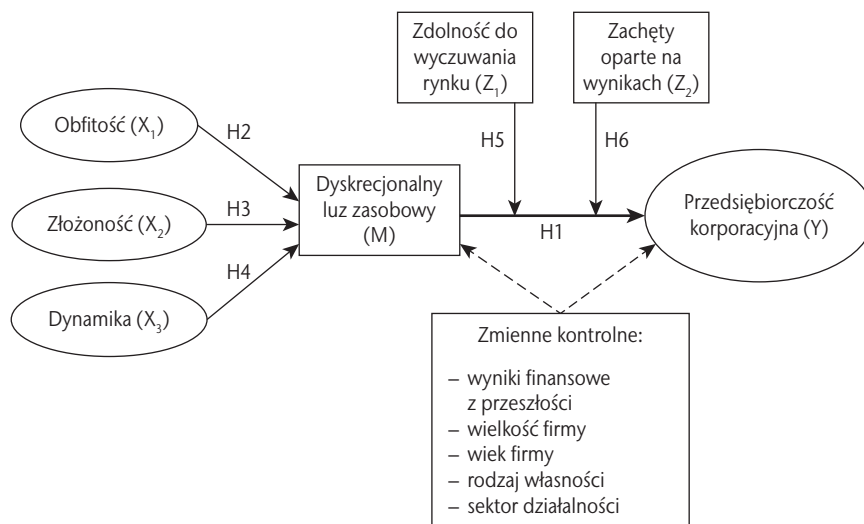 Zdolność do
wyczuwania
rynku (Z₁)
Zachęty
oparte na
wynikach (Z₂)
Obfitość (X₁)
H2
H5
H6
Dyskrecjonalny
luz zasobowy
(M)
Przedsiębiorczość
korporacyjna (Y)
Złożoność (X₂)
H3
H1
H4
Dynamika (X₃)
Zmienne kontrolne:
– wyniki finansowe
z przeszłości
– wielkość firmy
– wiek firmy
– rodzaj własności
– sektor działalności